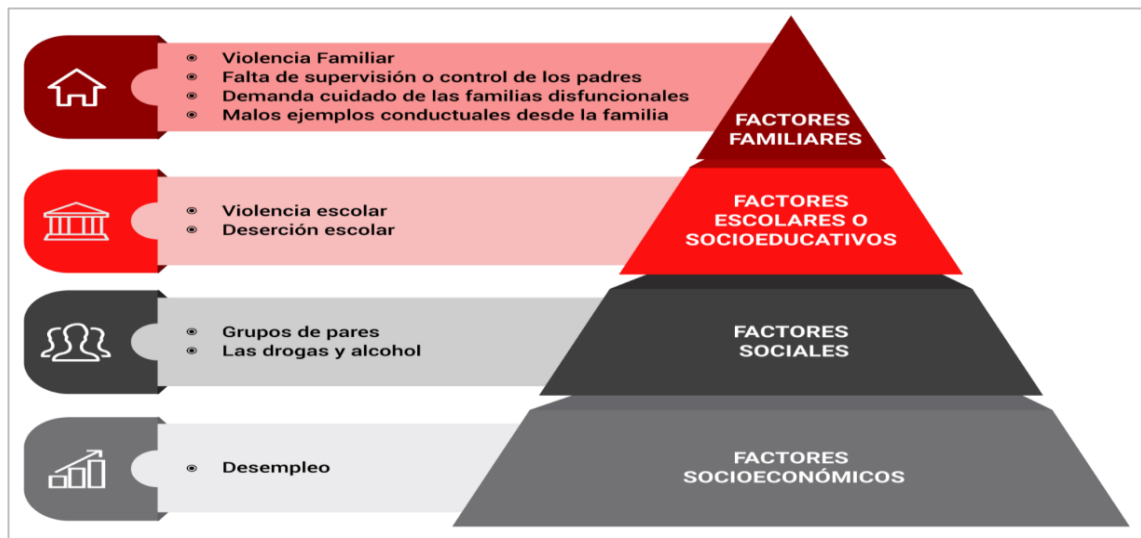 Violencia Familiar
Falta de supervisión o control de los padres
Demanda cuidado de las familias disfuncionales
Malos ejemplos conductuales desde la familia
FACTORES
FAMILIARES
Violencia escolar
Deserción escolar
FACTORES
ESCOLARES O
SOCIOEDUCATIVOS
Grupos de pares
Las drogas y alcohol
FACTORES
SOCIALES
Desempleo
FACTORES
SOCIOECONÓMICOS